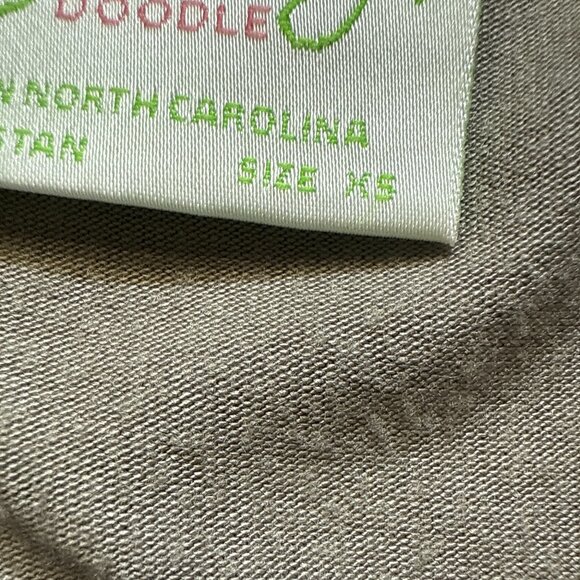 DOODLE
N NORTH CAROLINA
STAN SIZE XS